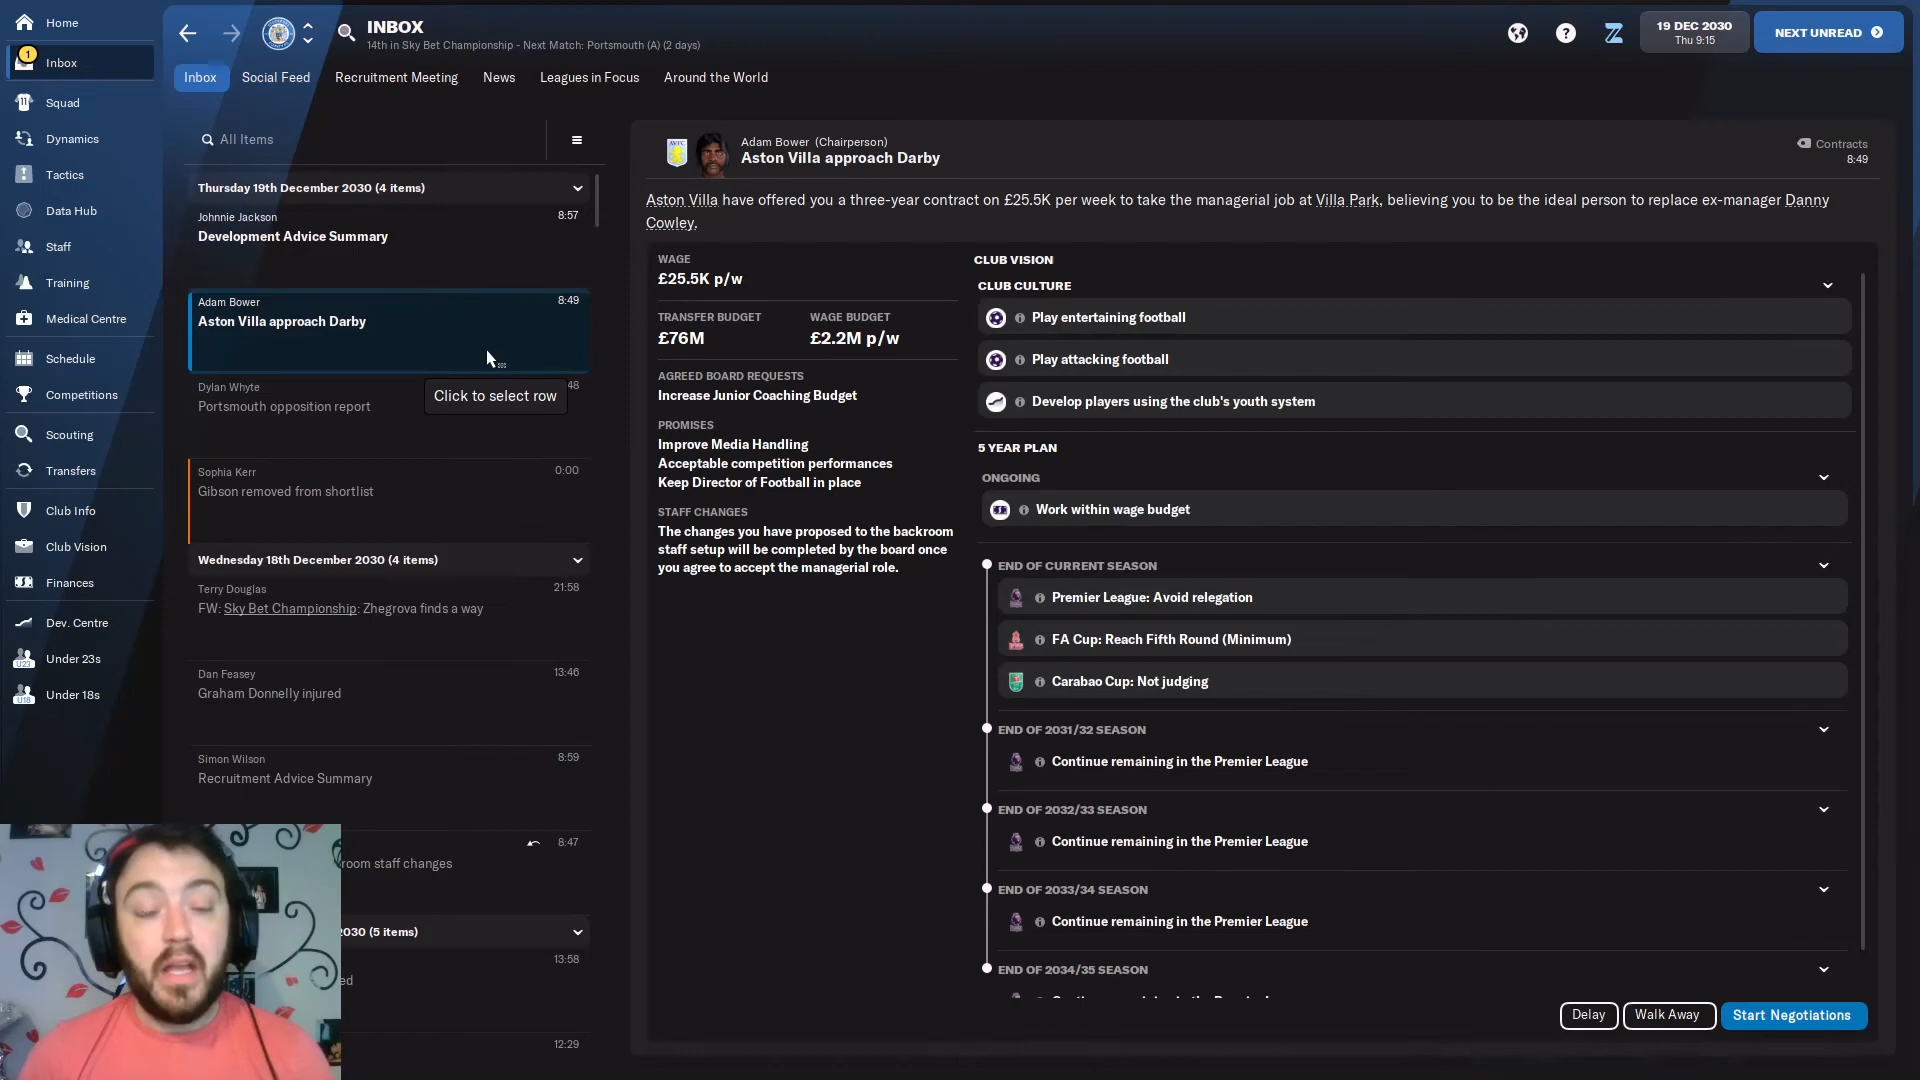 Home
INBOX
14th in Sky Bet Championship - Next Match: Portsmouth (A) (2 days)
19 DEC 2030
Thu 9:15
NEXT UNREAD
1
Inbox
Inbox
Social Feed
Recruitment Meeting
News
Leagues in Focus
Around the World
Squad
Dynamics
Tactics
Data Hub
Staff
Training
Medical Centre
Schedule
Competitions
Scouting
Transfers
Club Info
Club Vision
Finances
Dev. Centre
U23
Under 23s
U18
Under 18s
All Items
Thursday 19th December 2030 (4 items)
Johnnie Jackson
8:57
Development Advice Summary
Adam Bower
8:49
Aston Villa approach Darby
Dylan Whyte
48
Portsmouth opposition report
Click to select row
Sophia Kerr
0:00
Gibson removed from shortlist
Wednesday 18th December 2030 (4 items)
Terry Douglas
21:58
FW: Sky Bet Championship: Zhegrova finds a way
Dan Feasey
13:46
Graham Donnelly injured
Simon Wilson
8:59
Recruitment Advice Summary
8:47
room staff changes
2030 (5 items)
13:58
ed
12:29
AVFC
Adam Bower (Chairperson)
Aston Villa approach Darby
Contracts
8:49
Aston Villa have offered you a three-year contract on £25.5K per week to take the managerial job at Villa Park, believing you to be the ideal person to replace ex-manager Danny
Cowley.
WAGE
£25.5K p/w
TRANSFER BUDGET
£76M
WAGE BUDGET
£2.2M p/w
AGREED BOARD REQUESTS
Increase Junior Coaching Budget
PROMISES
Improve Media Handling
Acceptable competition performances
Keep Director of Football in place
STAFF CHANGES
The changes you have proposed to the backroom
staff setup will be completed by the board once
you agree to accept the managerial role.
CLUB VISION
CLUB CULTURE
Play entertaining football
Play attacking football
Develop players using the club's youth system
5 YEAR PLAN
ONGOING
Work within wage budget
END OF CURRENT SEASON
Premier League: Avoid relegation
FA Cup: Reach Fifth Round (Minimum)
Carabao Cup: Not judging
END OF 2031/32 SEASON
Continue remaining in the Premier League
END OF 2032/33 SEASON
Continue remaining in the Premier League
END OF 2033/34 SEASON
Continue remaining in the Premier League
END OF 2034/35 SEASON
Delay
Walk Away
Start Negotiations